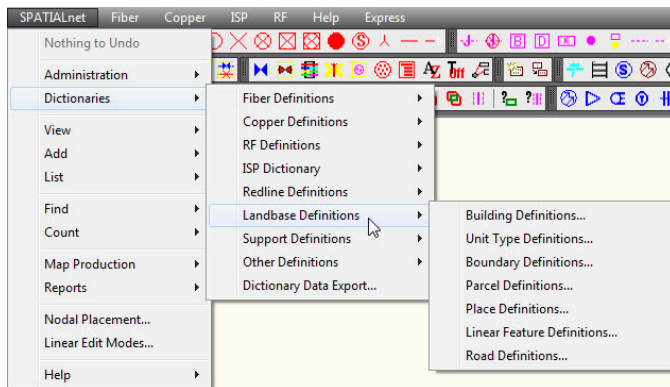 SPATIALnet Fiber Copper ISP RF Help Express
Nothing to Undo
Administration
Dictionaries
View
Add
List
Find
Count
Map Production
Reports
Nodal Placement...
Linear Edit Modes...
Help
Fiber Definitions
Copper Definitions
RF Definitions
ISP Dictionary
Redline Definitions
Landbase Definitions
Support Definitions
Other Definitions
Dictionary Data Export...
Building Definitions...
Unit Type Definitions...
Boundary Definitions...
Parcel Definitions...
Place Definitions...
Linear Feature Definitions...
Road Definitions...